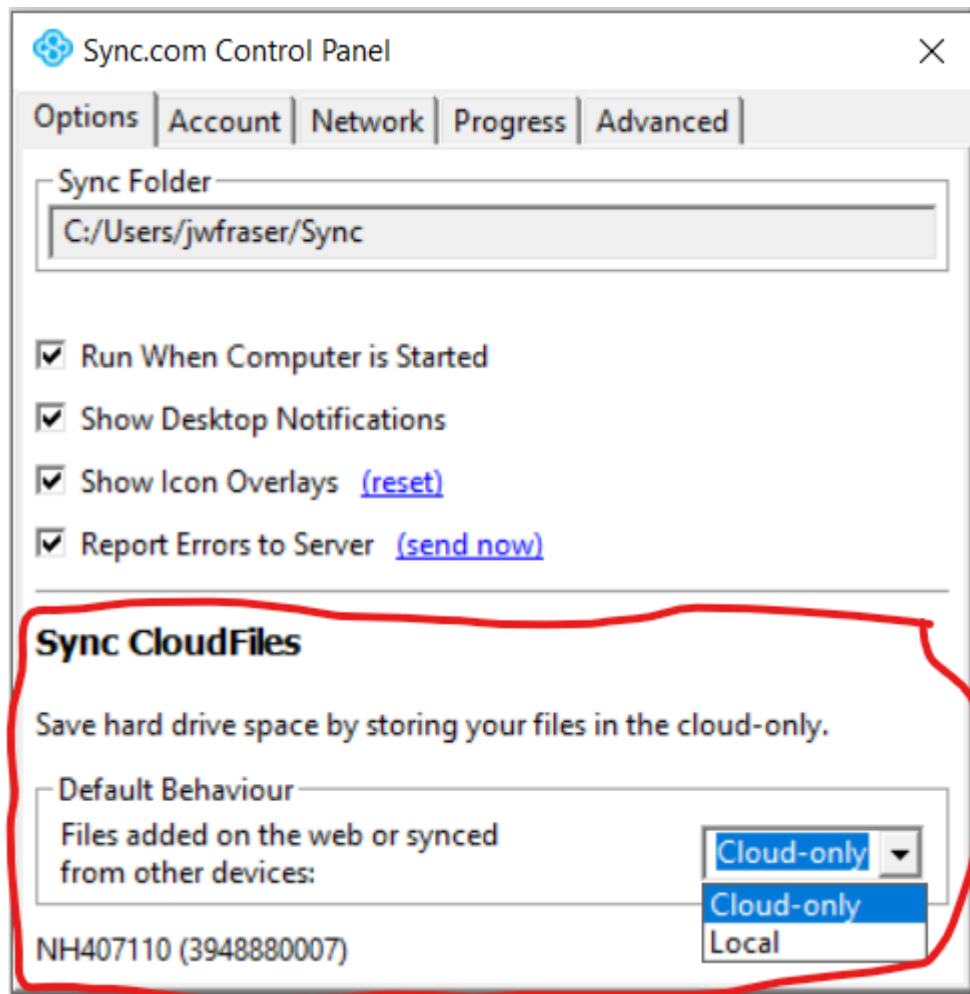 Sync.com Control Panel
Options Account Network Progress Advanced
Sync Folder
C:/Users/jwfraser/Sync
Run When Computer is Started
Show Desktop Notifications
Show Icon Overlays (reset)
Report Errors to Server (send now)
Sync CloudFiles
Save hard drive space by storing your files in the cloud-only.
Default Behaviour
Files added on the web or synced
from other devices:
Cloud-only
Cloud-only
Local
NH407110 (3948880007)